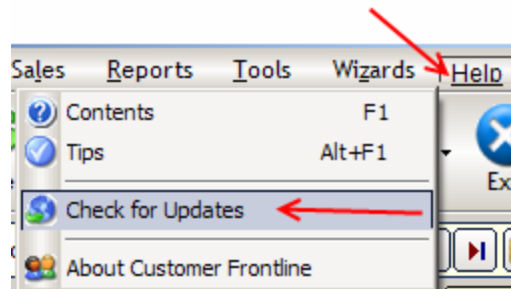 Sales Reports Tools Wizards Help
Contents F1
Tips Alt+F1
Check for Updates
About Customer Frontline